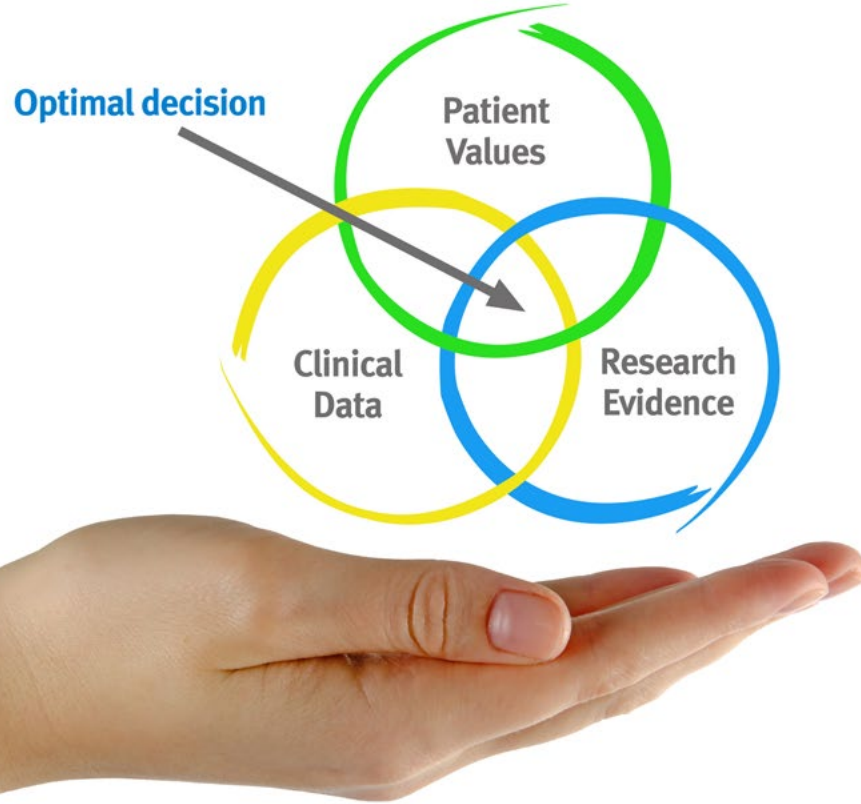 Optimal decision
Patient
Values
Clinical
Data
Research
Evidence